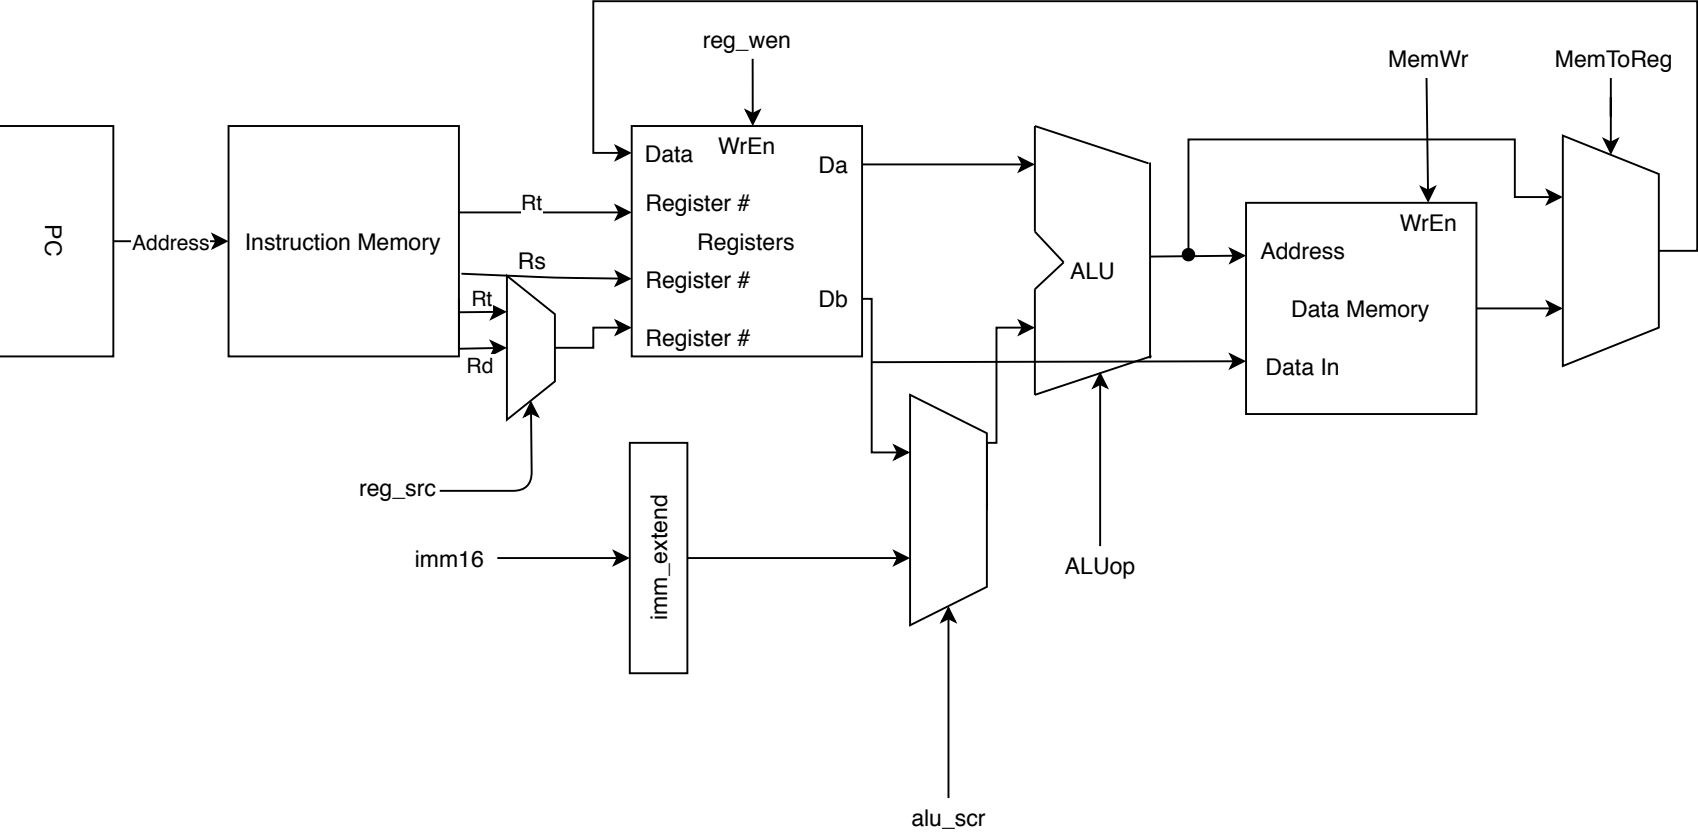 reg_wen
MemWr
MemToReg
PC
Address
Instruction Memory
Rt
Rs
Rt
Rd
Data
WrEn
Da
Register #
Registers
Register #
Db
Register #
ALU
WrEn
Address
Data Memory
Data In
reg_src
imm16
imm_extend
ALUop
alu_scr